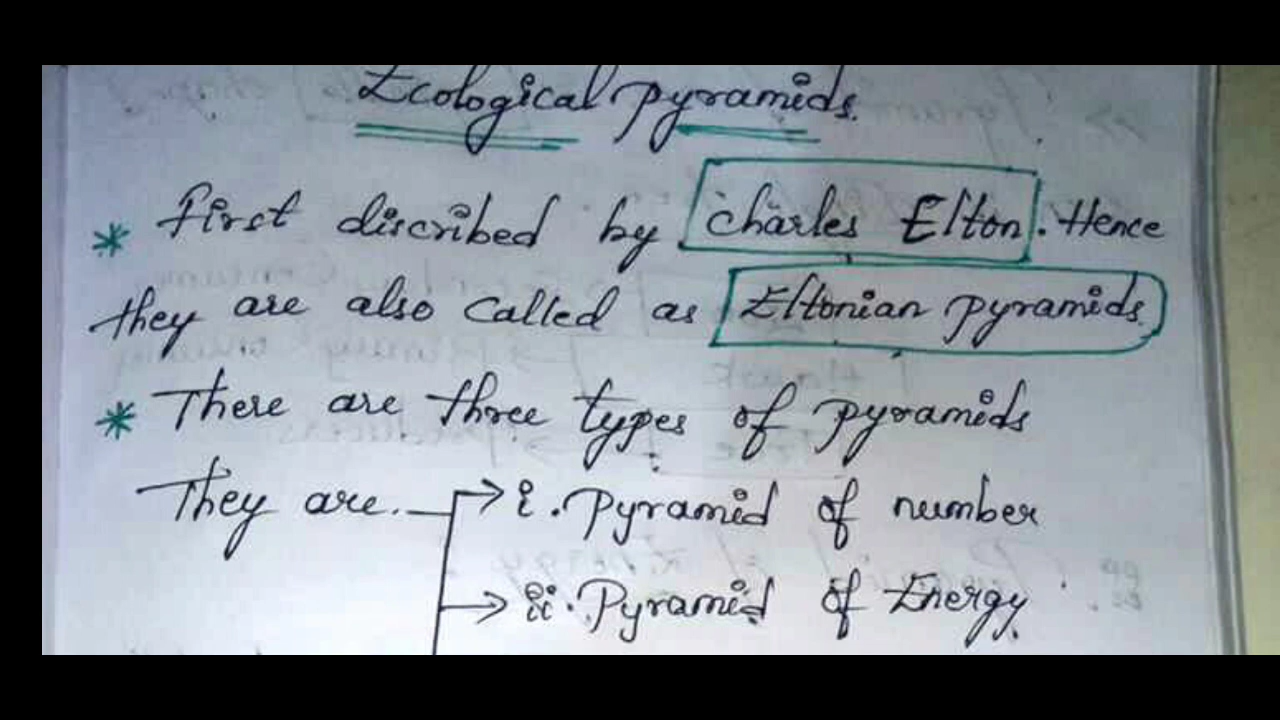 Ecological pyramids.
* first discribed by charles Elton. Hence
they are also called as Eltonian pyramids.
* There are three types of pyramids
They are. → i. Pyramid of number
→ ii. Pyramid of Energy.